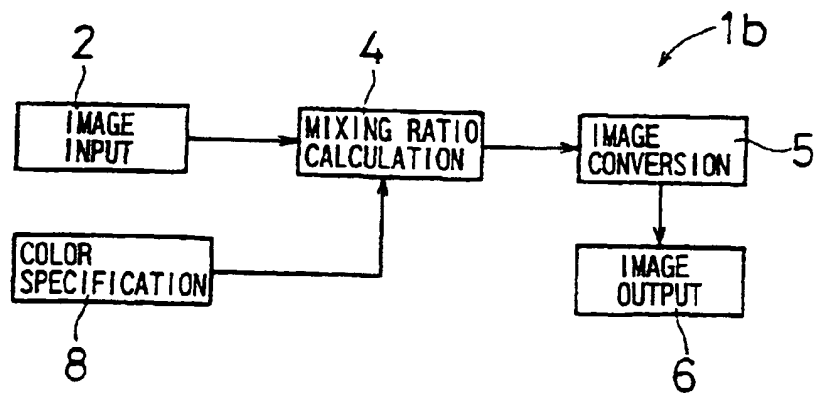 1b
2
IMAGE
INPUT
4
MIXING RATIO
CALCULATION
IMAGE
CONVERSION
5
COLOR
SPECIFICATION
8
IMAGE
OUTPUT
6